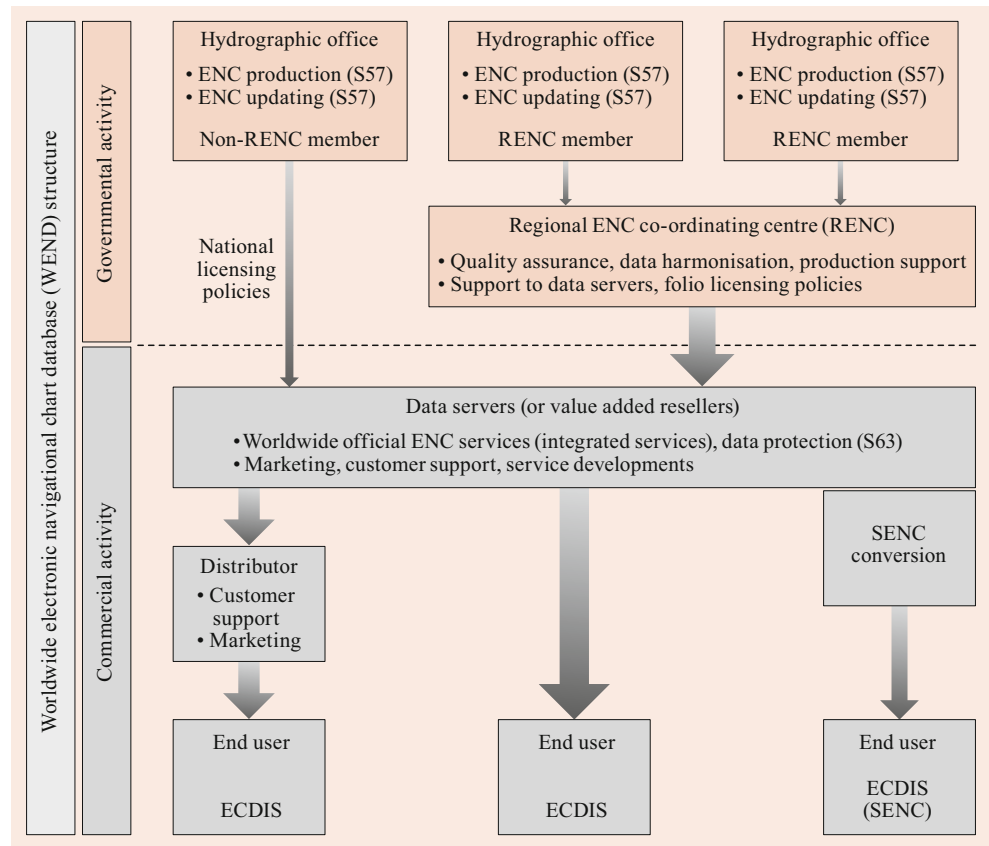 Worldwide electronic navigational chart database (WEND) structure
Governmental activity
Hydrographic office
• ENC production (S57)
• ENC updating (S57)
Non-RENC member
Hydrographic office
• ENC production (S57)
• ENC updating (S57)
RENC member
Hydrographic office
• ENC production (S57)
• ENC updating (S57)
RENC member
National
licensing
policies
Regional ENC co-ordinating centre (RENC)
• Quality assurance, data harmonisation, production support
• Support to data servers, folio licensing policies
Commercial activity
Data servers (or value added resellers)
• Worldwide official ENC services (integrated services), data protection (S63)
• Marketing, customer support, service developments
Distributor
• Customer
support
• Marketing
SENC
conversion
End user
ECDIS
End user
ECDIS
End user
ECDIS
(SENC)